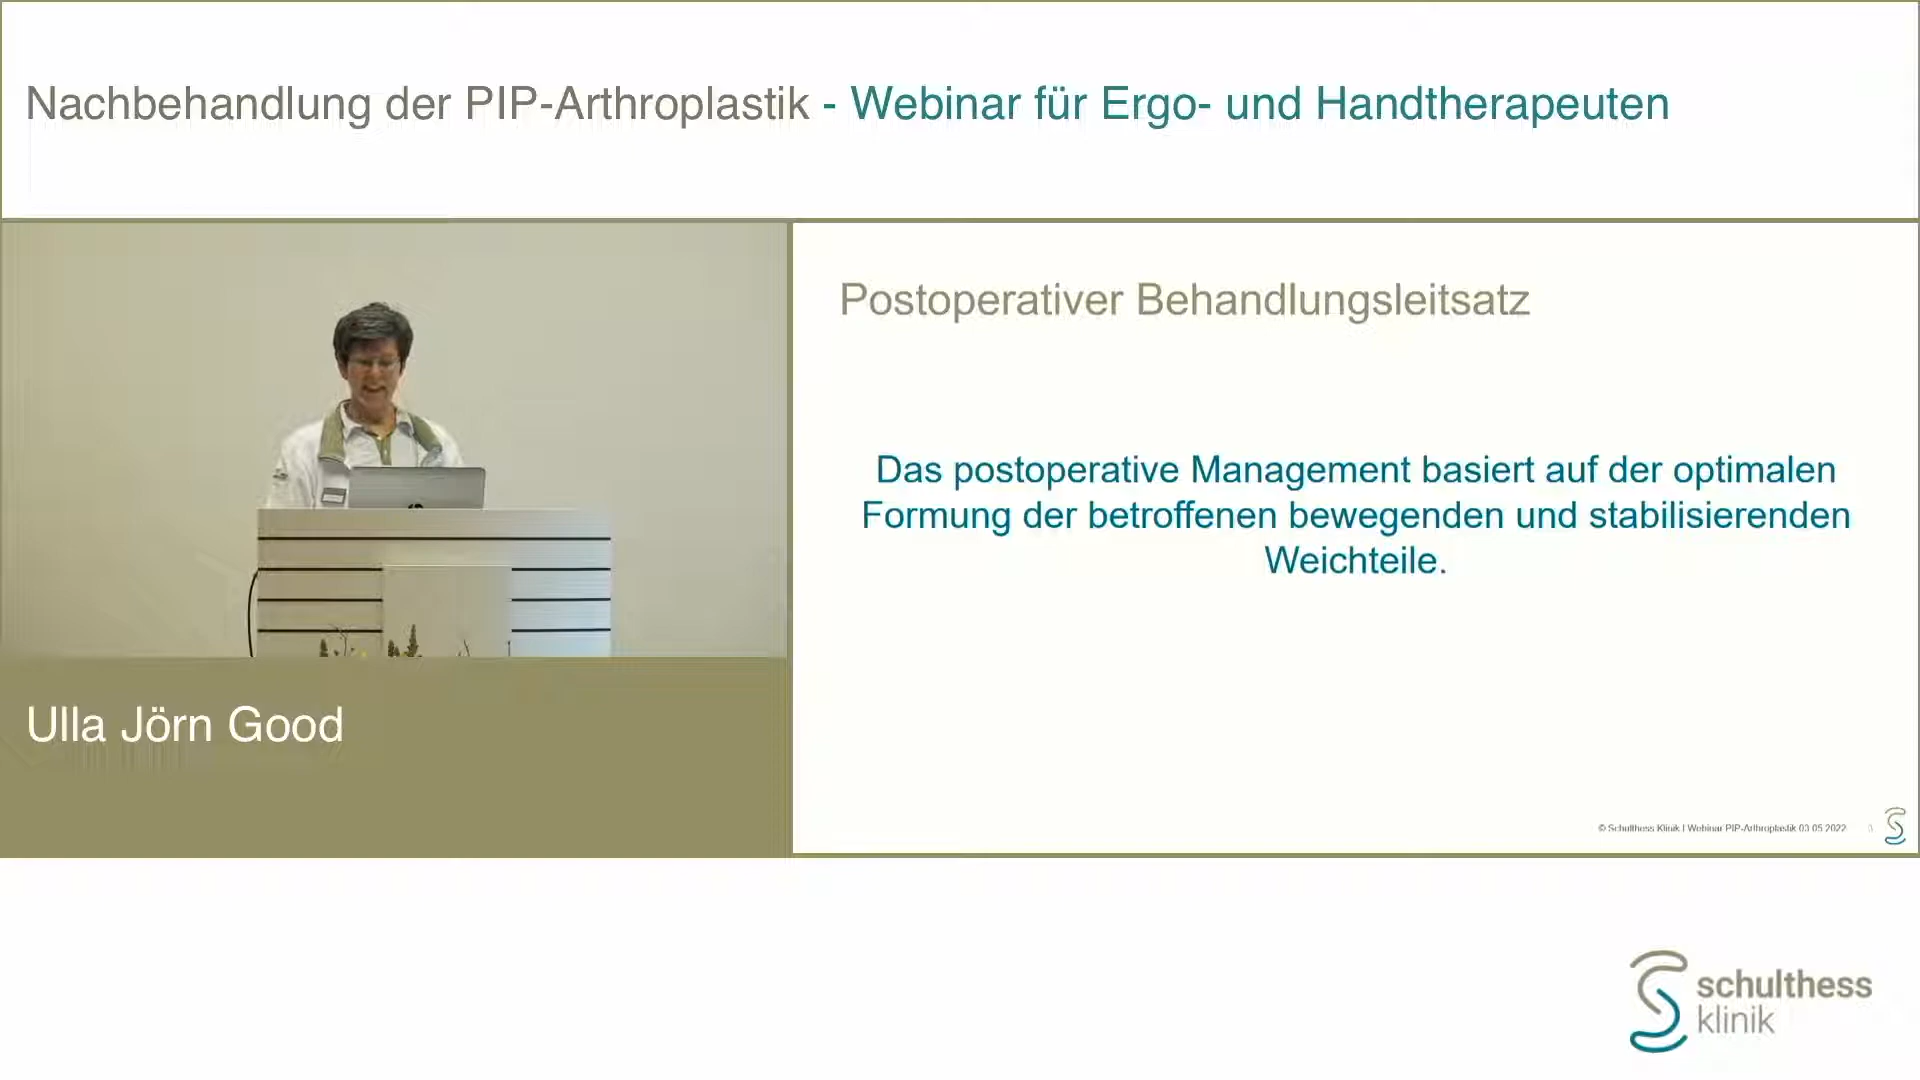 Nachbehandlung der PIP-Arthroplastik - Webinar für Ergo- und Handtherapeuten
Postoperativer Behandlungsleitsatz
Das postoperative Management basiert auf der optimalen
Formung der betroffenen bewegenden und stabilisierenden
Weichteile.
Ulla Jörn Good
© Schulthess Klinik I Webinar PIP-Arthroplastik 03.05.2022
schulthess
klinik